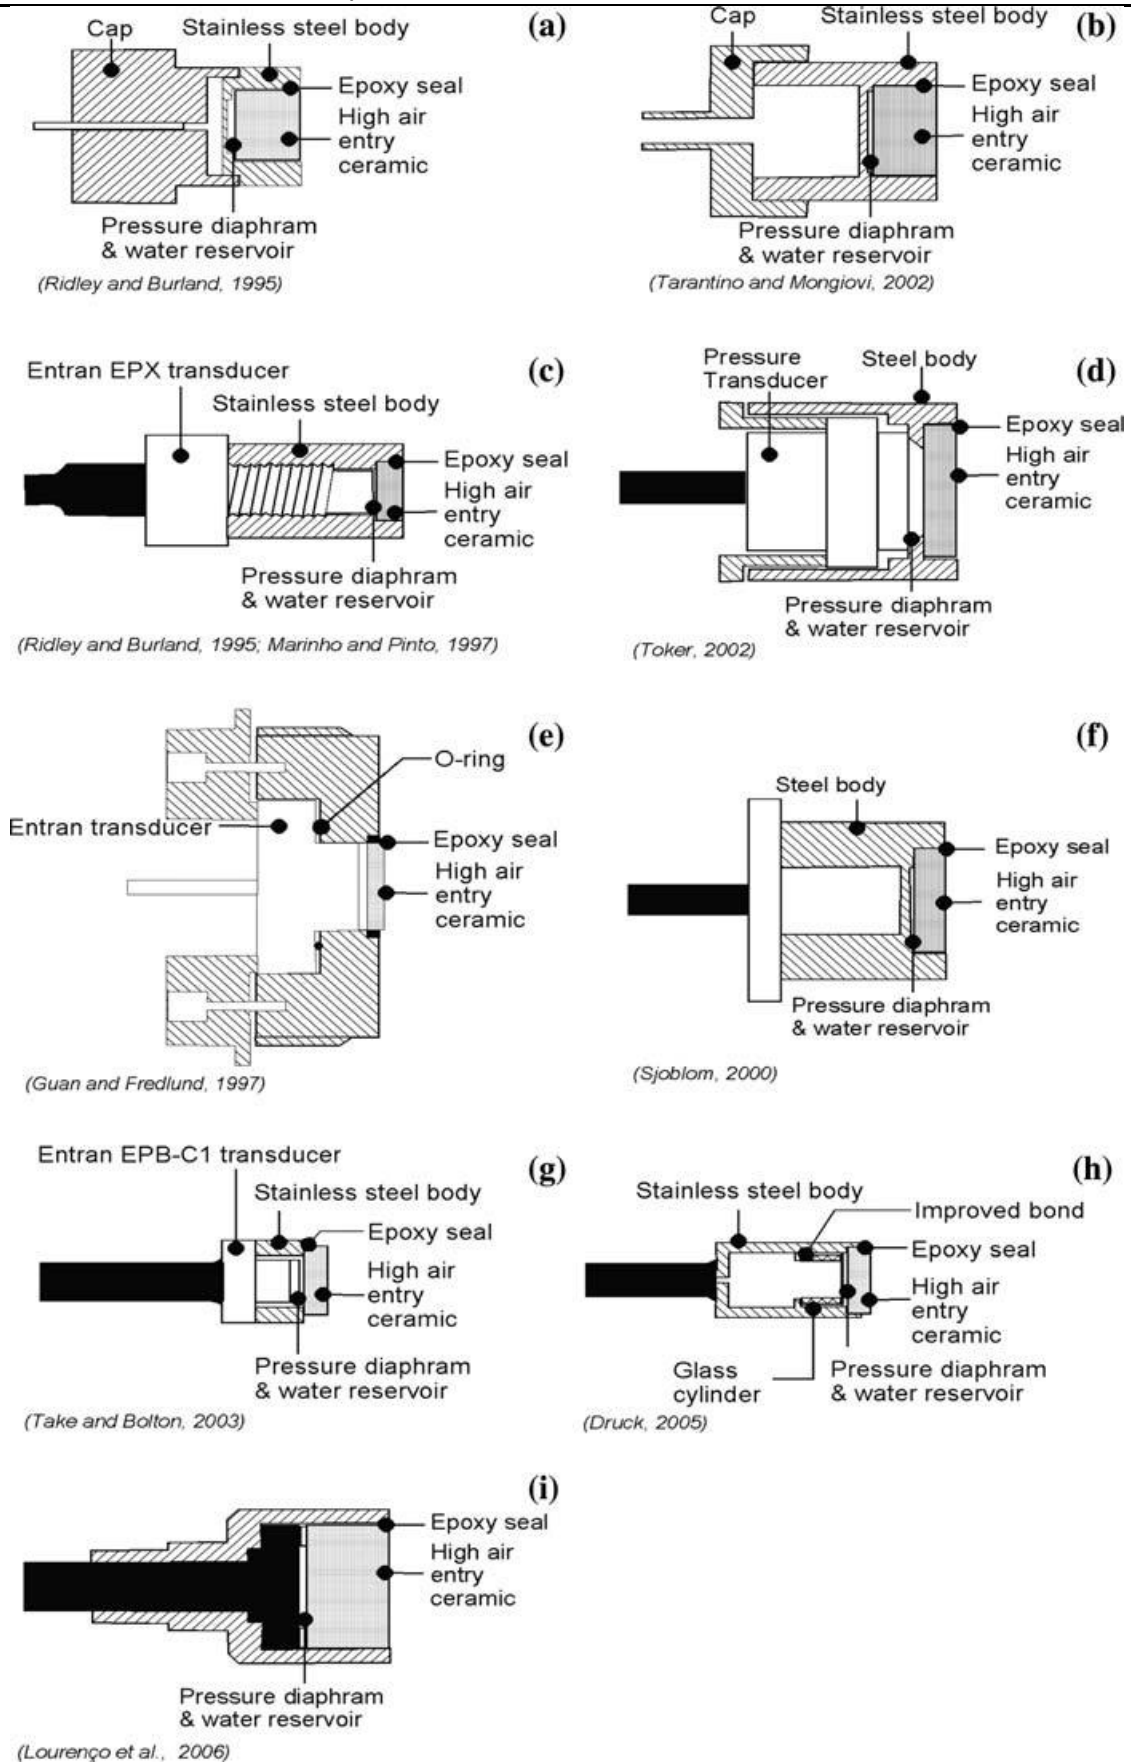 (a)
Cap
Stainless steel body
Epoxy seal
High air
entry
ceramic
Pressure diaphram
& water reservoir
(Ridley and Burland, 1995)
(b)
Cap
Stainless steel body
Epoxy seal
High air
entry
ceramic
Pressure diaphram
& water reservoir
(Tarantino and Mongiovi, 2002)
(c)
Entran EPX transducer
Stainless steel body
Epoxy seal
High air
entry
ceramic
Pressure diaphram
& water reservoir
(Ridley and Burland, 1995; Marinho and Pinto, 1997)
(d)
Pressure
Transducer
Steel body
Epoxy seal
High air
entry
ceramic
Pressure diaphram
& water reservoir
(Toker, 2002)
(e)
O-ring
Entran transducer
Epoxy seal
High air
entry
ceramic
(Guan and Fredlund, 1997)
(f)
Steel body
Epoxy seal
High air
entry
ceramic
Pressure diaphram
& water reservoir
(Sjoblom, 2000)
(g)
Entran EPB-C1 transducer
Stainless steel body
Epoxy seal
High air
entry
ceramic
Pressure diaphram
& water reservoir
(Take and Bolton, 2003)
(h)
Stainless steel body
Improved bond
Epoxy seal
High air
entry
ceramic
Glass
cylinder
Pressure diaphram
& water reservoir
(Druck, 2005)
(i)
Epoxy seal
High air
entry
ceramic
Pressure diaphram
& water reservoir
(Lourenço et al., 2006)